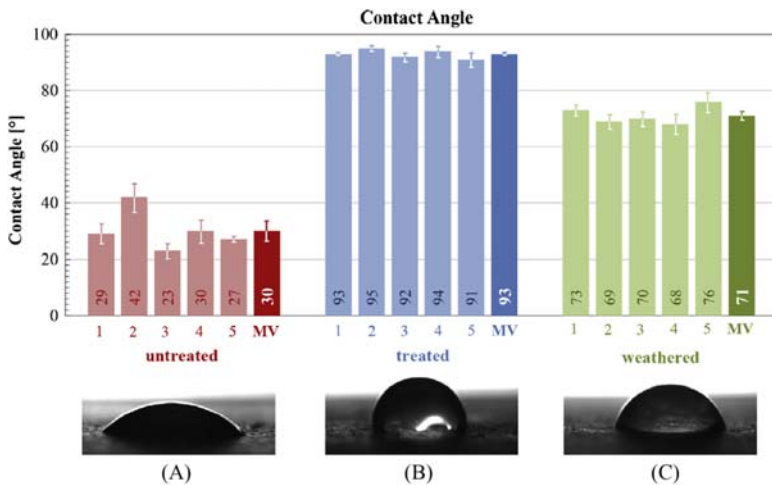 Contact Angle
Contact Angle [°]
100
80
60
40
20
0
29 42 23 30 27 30
93 95 92 94 91 93
73 69 70 68 76 71
1 2 3 4 5 MV 1 2 3 4 5 MV 1 2 3 4 5 MV
untreated treated weathered
(A) (B) (C)